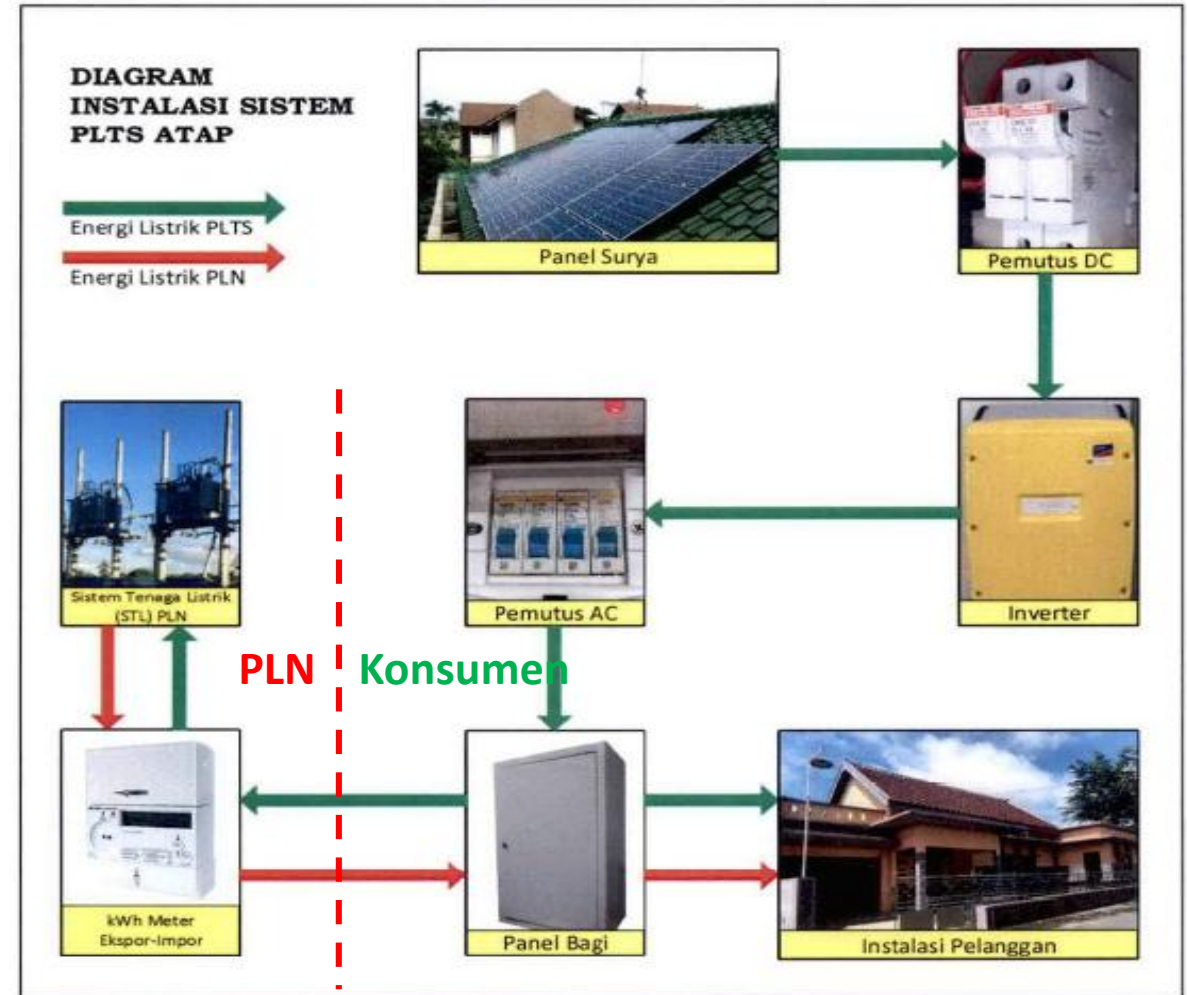 DIAGRAM
INSTALASI SISTEM
PLTS ATAP
Energi Listrik PLTS
Energi Listrik PLN
Panel Surya
Pemutus DC
Sistem Tenaga Listrik
(STL) PLN
Pemutus AC
Inverter
PLN
Konsumen
kWh Meter
Ekspor-Impor
Panel Bagi
Instalasi Pelanggan